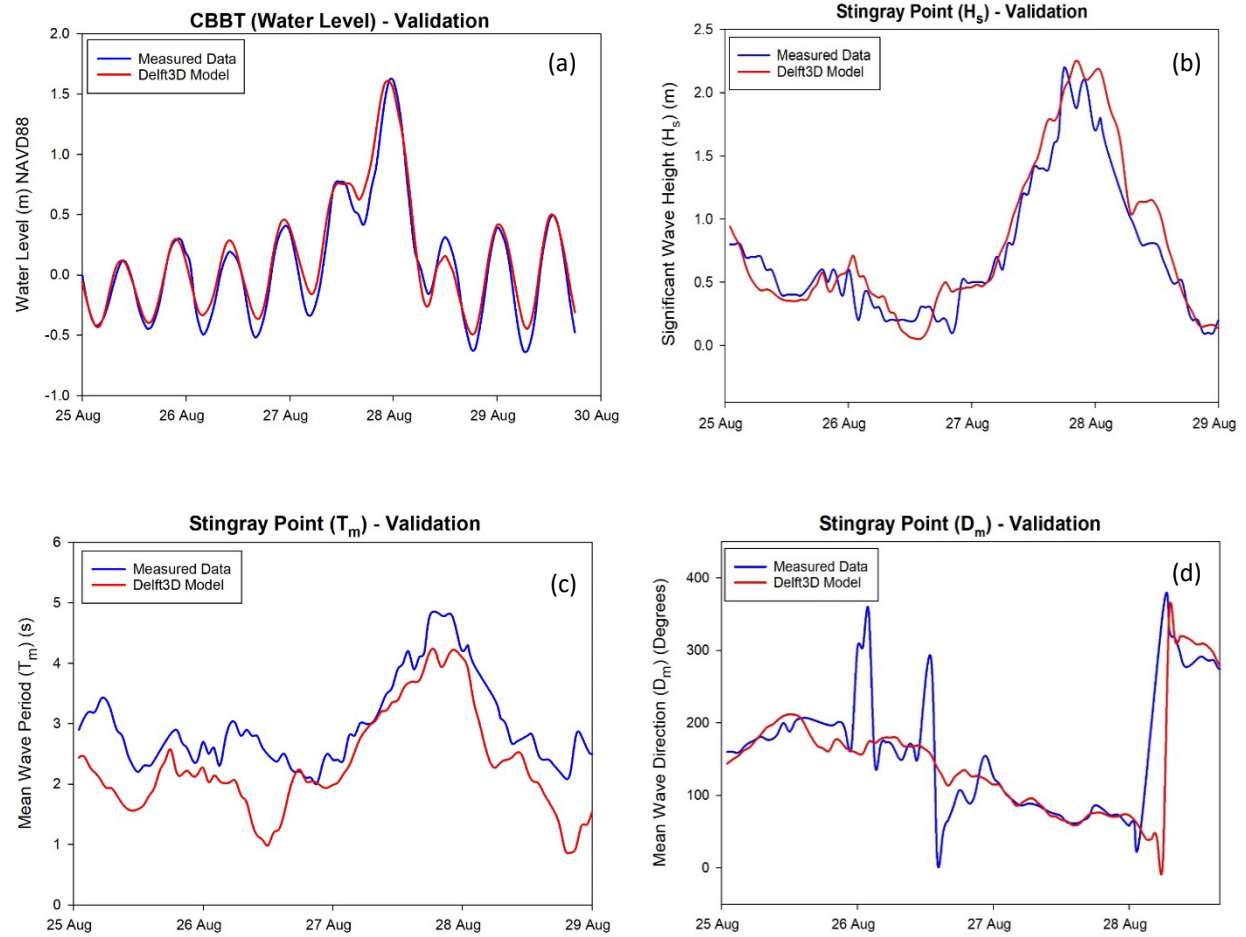 CBBT (Water Level) - Validation
Measured Data
Delft3D Model
(a)
Water Level (m) NAVD88
2.0
1.5
1.0
0.5
0.0
-0.5
-1.0
25 Aug 26 Aug 27 Aug 28 Aug 29 Aug 30 Aug
Stingray Point (Hs) - Validation
Measured Data
Delft3D Model
(b)
Significant Wave Height (Hs) (m)
2.5
2.0
1.5
1.0
0.5
0.0
25 Aug 26 Aug 27 Aug 28 Aug 29 Aug
Stingray Point (Tm) - Validation
Measured Data
Delft3D Model
(c)
Mean Wave Period (Tm) (s)
6
5
4
3
2
1
0
25 Aug 26 Aug 27 Aug 28 Aug 29 Aug
Stingray Point (Dm) - Validation
Measured Data
Delft3D Model
(d)
Mean Wave Direction (Dm) (Degrees)
400
300
200
100
0
25 Aug 26 Aug 27 Aug 28 Aug